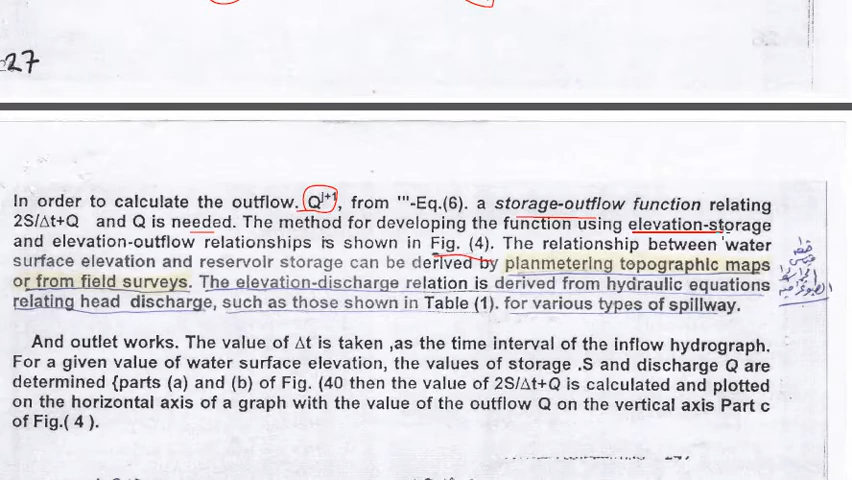 27
In order to calculate the outflow. Qj+1, from "'-Eq.(6). a storage-outflow function relating
2S/Δt+Q and Q is needed. The method for developing the function using elevation-storage
and elevation-outflow relationships is shown in Fig. (4). The relationship between 'water
surface elevation and reservoir storage can be derived by planmetering topographlc maps
or from field surveys. The elevation-discharge relation is derived from hydraulic equations
relating head discharge, such as those shown in Table (1). for various types of spillway.
And outlet works. The value of Δt is taken ,as the time interval of the inflow hydrograph.
For a given value of water surface elevation, the values of storage .S and discharge Q are
determined {parts (a) and (b) of Fig. (40 then the value of 2S/Δt+Q is calculated and plotted
on the horizontal axis of a graph with the value of the outflow Q on the vertical axis Part c
of Fig.( 4 ).